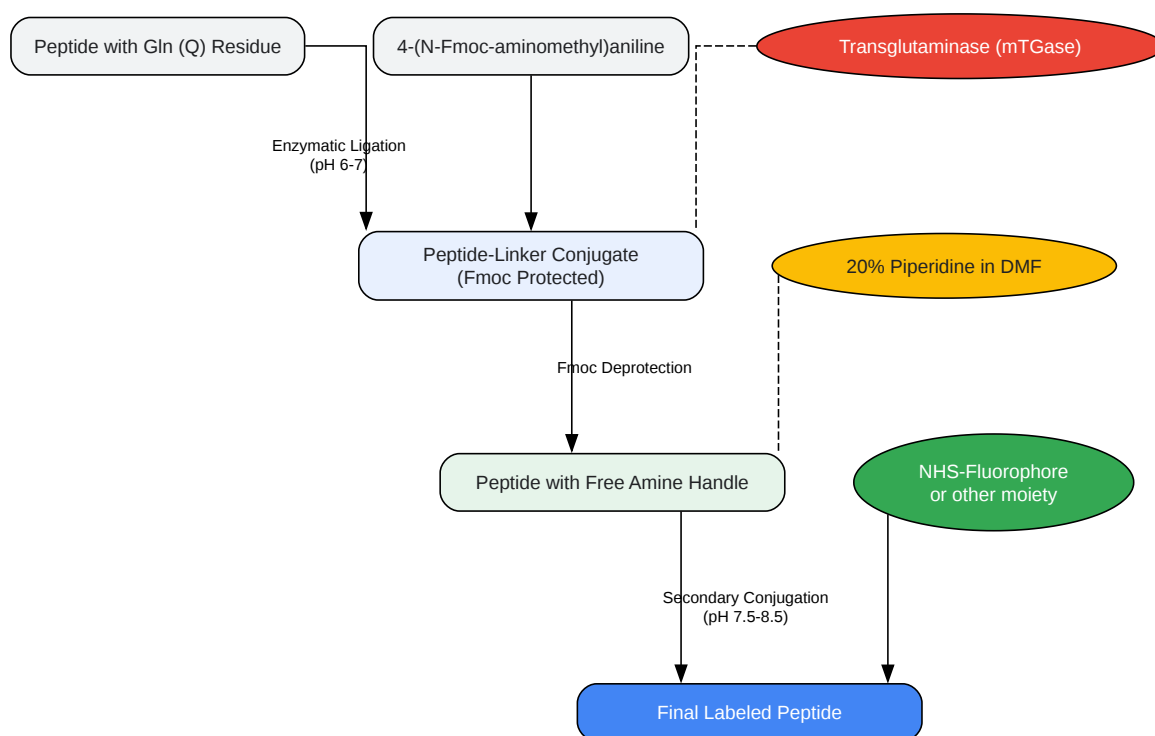 Peptide with Gln (Q) Residue
4-(N-Fmoc-aminomethyl)aniline
Transglutaminase (mTGase)
Enzymatic Ligation
(pH 6-7)
Peptide-Linker Conjugate
(Fmoc Protected)
20% Piperidine in DMF
Fmoc Deprotection
Peptide with Free Amine Handle
NHS-Fluorophore
or other moiety
Secondary Conjugation
(pH 7.5-8.5)
Final Labeled Peptide